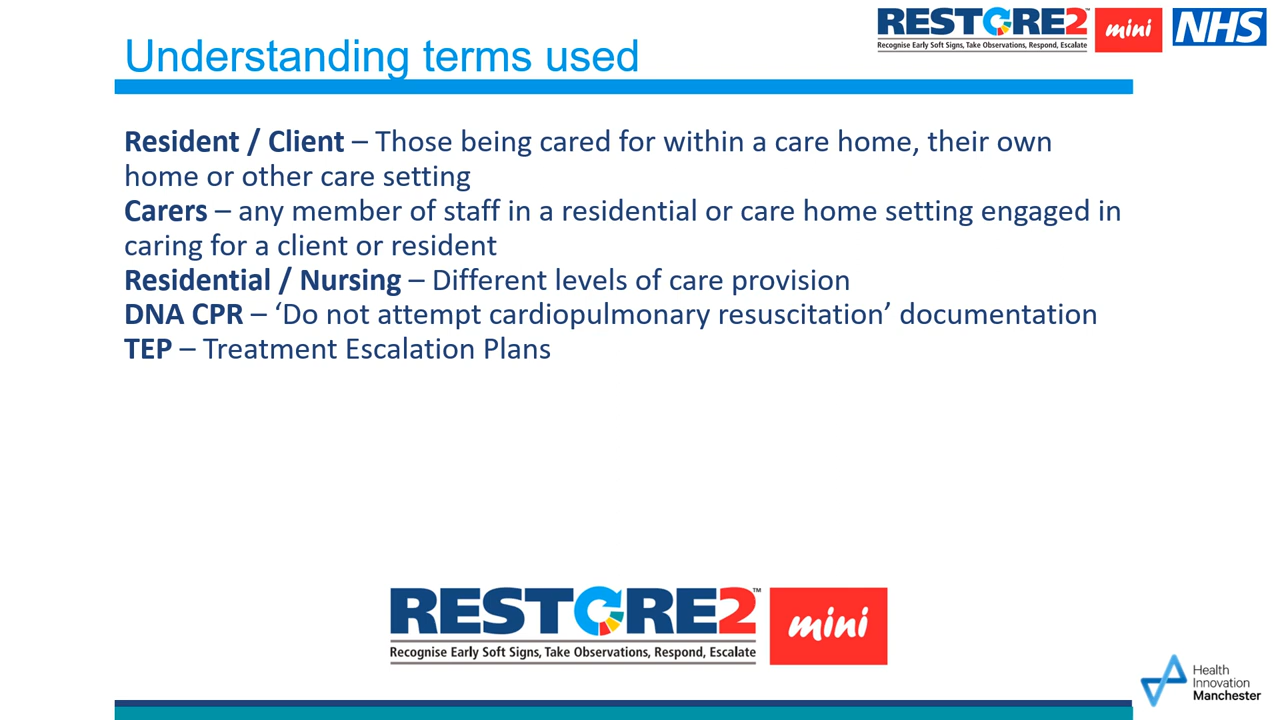 RESTORE2™ mini NHS
Recognise Early Soft Signs, Take Observations, Respond, Escalate
Understanding terms used
Resident / Client – Those being cared for within a care home, their own
home or other care setting
Carers – any member of staff in a residential or care home setting engaged in
caring for a client or resident
Residential / Nursing – Different levels of care provision
DNA CPR – ‘Do not attempt cardiopulmonary resuscitation’ documentation
TEP – Treatment Escalation Plans
RESTORE2™ mini
Recognise Early Soft Signs, Take Observations, Respond, Escalate
Health
Innovation
Manchester